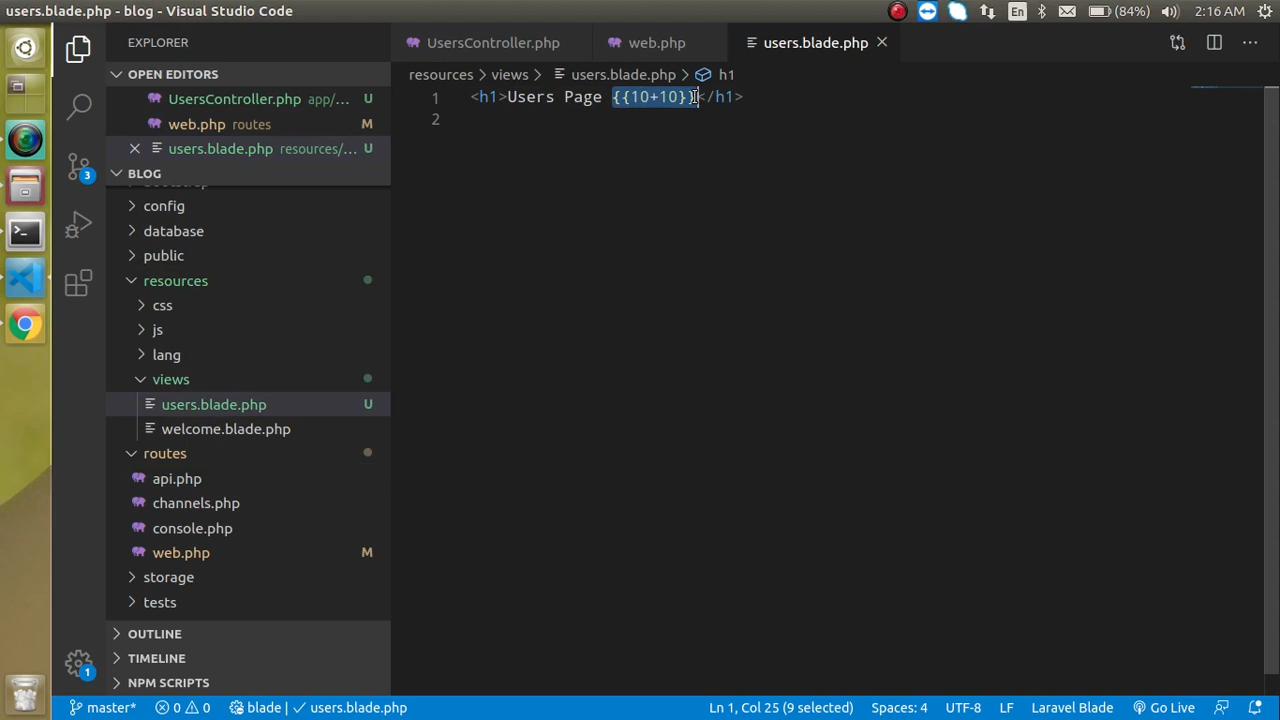 users.blade.php - blog - Visual Studio Code
En
(84%)
2:16 AM
EXPLORER
UsersController.php
web.php
users.blade.php
OPEN EDITORS
resources > views > users.blade.php > h1
UsersController.php app/... U
1 <h1>Users Page {{10+10}}</h1>
web.php routes M
2
users.blade.php resources/... U
BLOG
config
database
public
resources
css
js
lang
views
users.blade.php U
welcome.blade.php
routes
api.php
channels.php
console.php
web.php M
storage
tests
OUTLINE
TIMELINE
NPM SCRIPTS
3
1
master* 0 0 blade | ✓ users.blade.php Ln 1, Col 25 (9 selected) Spaces: 4 UTF-8 LF Laravel Blade Go Live